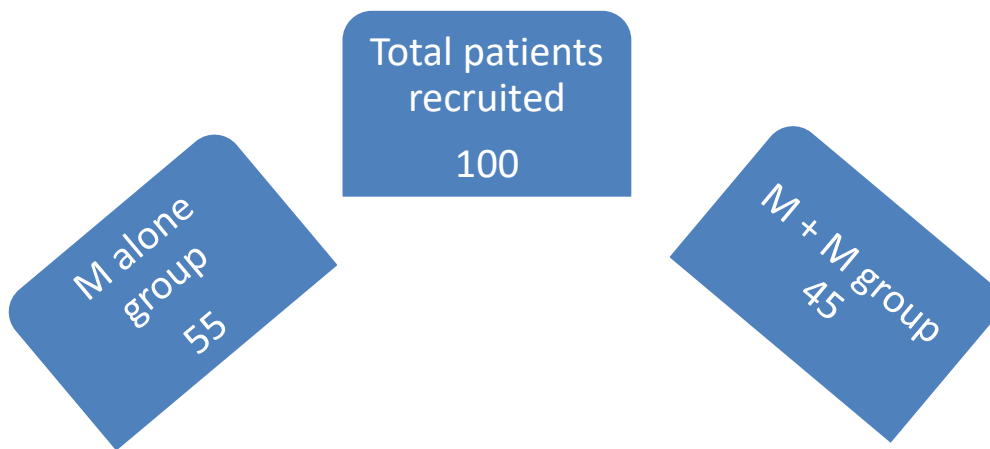 Total patients
recruited
100
M alone
group
55
M + M group
45